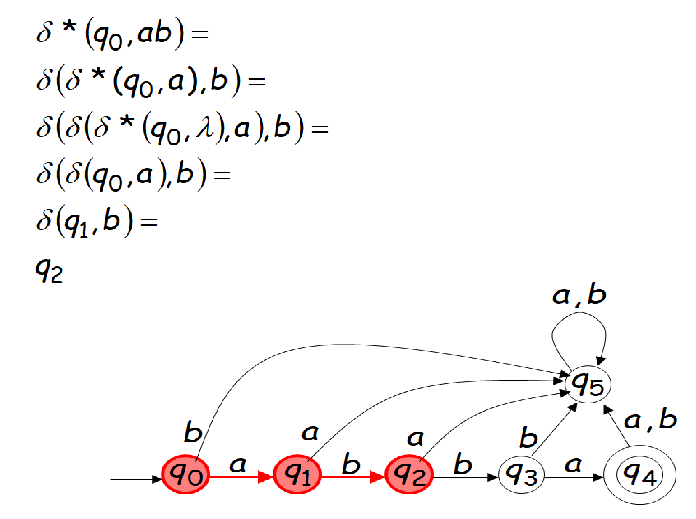 δ*(q₀,ab)=
δ(δ*(q₀,a),b)=
δ(δ(δ*(q₀,λ),a),b)=
δ(δ(q₀,a),b)=
δ(q₁,b)=
q₂
a,b
q₅
b
a
a
b
a,b
q₀
a
q₁
b
q₂
b
q₃
a
q₄